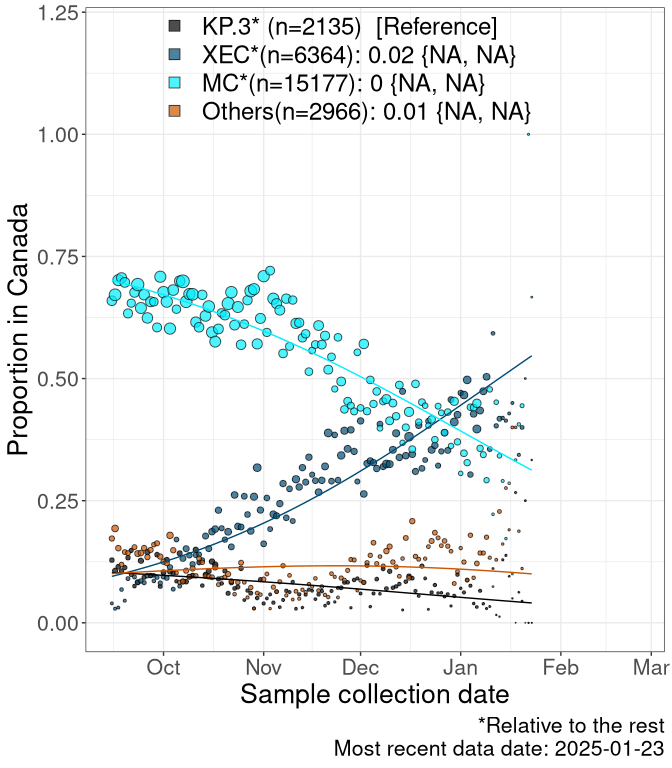 KP.3* (n=2135)  [Reference]
XEC*(n=6364): 0.02 {NA, NA}
MC*(n=15177): 0 {NA, NA}
Others(n=2966): 0.01 {NA, NA}
1.25
1.00
0.75
0.50
0.25
0.00
Proportion in Canada
Oct Nov Dec Jan Feb Mar
Sample collection date
*Relative to the rest
Most recent data date: 2025-01-23